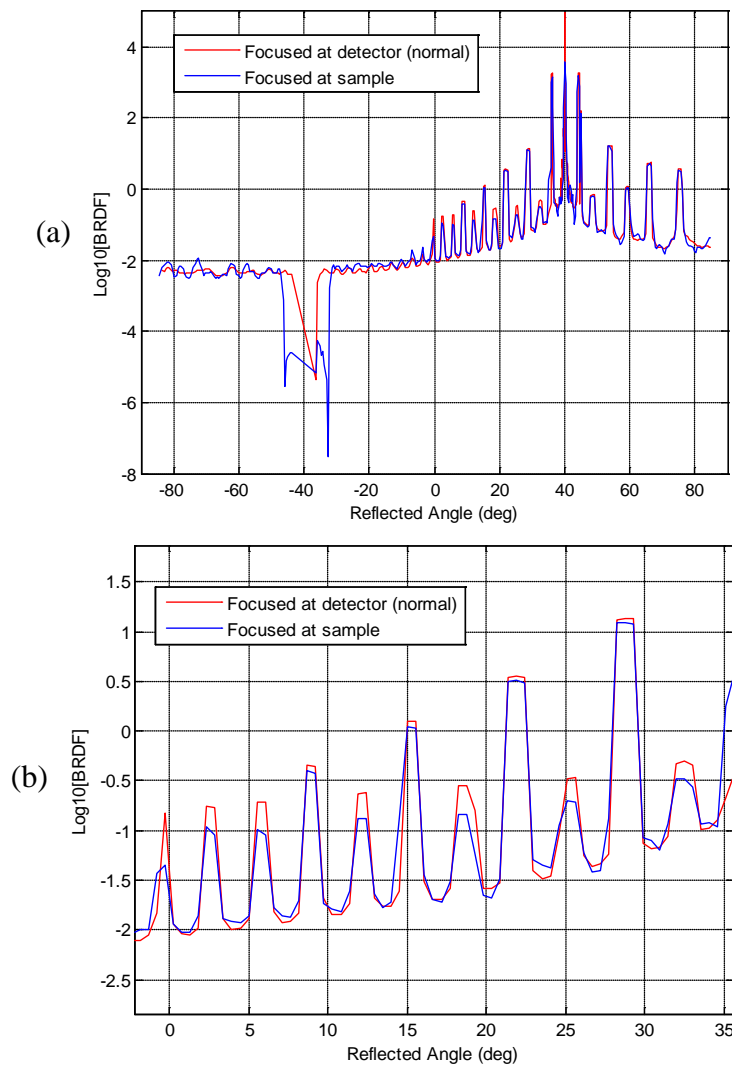 4
2
0
-2
-4
-6
-8
Log10[BRDF]
Focused at detector (normal)
Focused at sample
(a)
-80 -60 -40 -20 0 20 40 60 80
Reflected Angle (deg)
1.5
1
0.5
0
-0.5
-1
-1.5
-2
-2.5
Log10[BRDF]
Focused at detector (normal)
Focused at sample
(b)
0 5 10 15 20 25 30 35
Reflected Angle (deg)